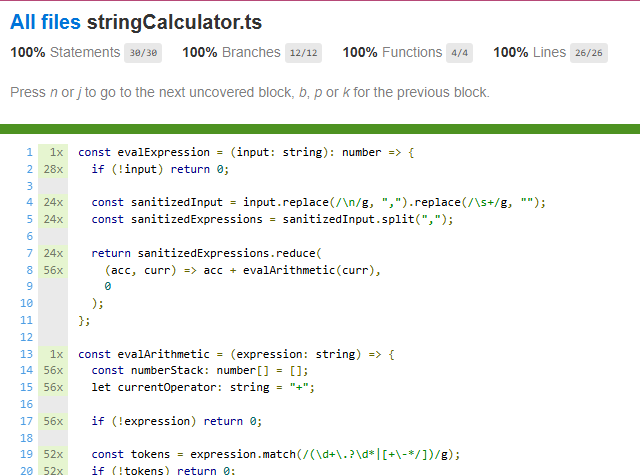 All files stringCalculator.ts
100% Statements 30/30 100% Branches 12/12 100% Functions 4/4 100% Lines 26/26
Press n or j to go to the next uncovered block, b, p or k for the previous block.
1 1x const evalExpression = (input: string): number => {
2 28x if (!input) return 0;
3
4 24x const sanitizedInput = input.replace(/\n/g, ",").replace(/\s+/g, "");
5 24x const sanitizedExpressions = sanitizedInput.split(",");
6
7 24x return sanitizedExpressions.reduce(
8 56x (acc, curr) => acc + evalArithmetic(curr),
9 0
10 );
11 };
12
13 1x const evalArithmetic = (expression: string) => {
14 56x const numberStack: number[] = [];
15 56x let currentOperator: string = "+";
16
17 56x if (!expression) return 0;
18
19 52x const tokens = expression.match(/(\d+\.?\d*|[+\-*/])/g);
20 52x if (!tokens) return 0;